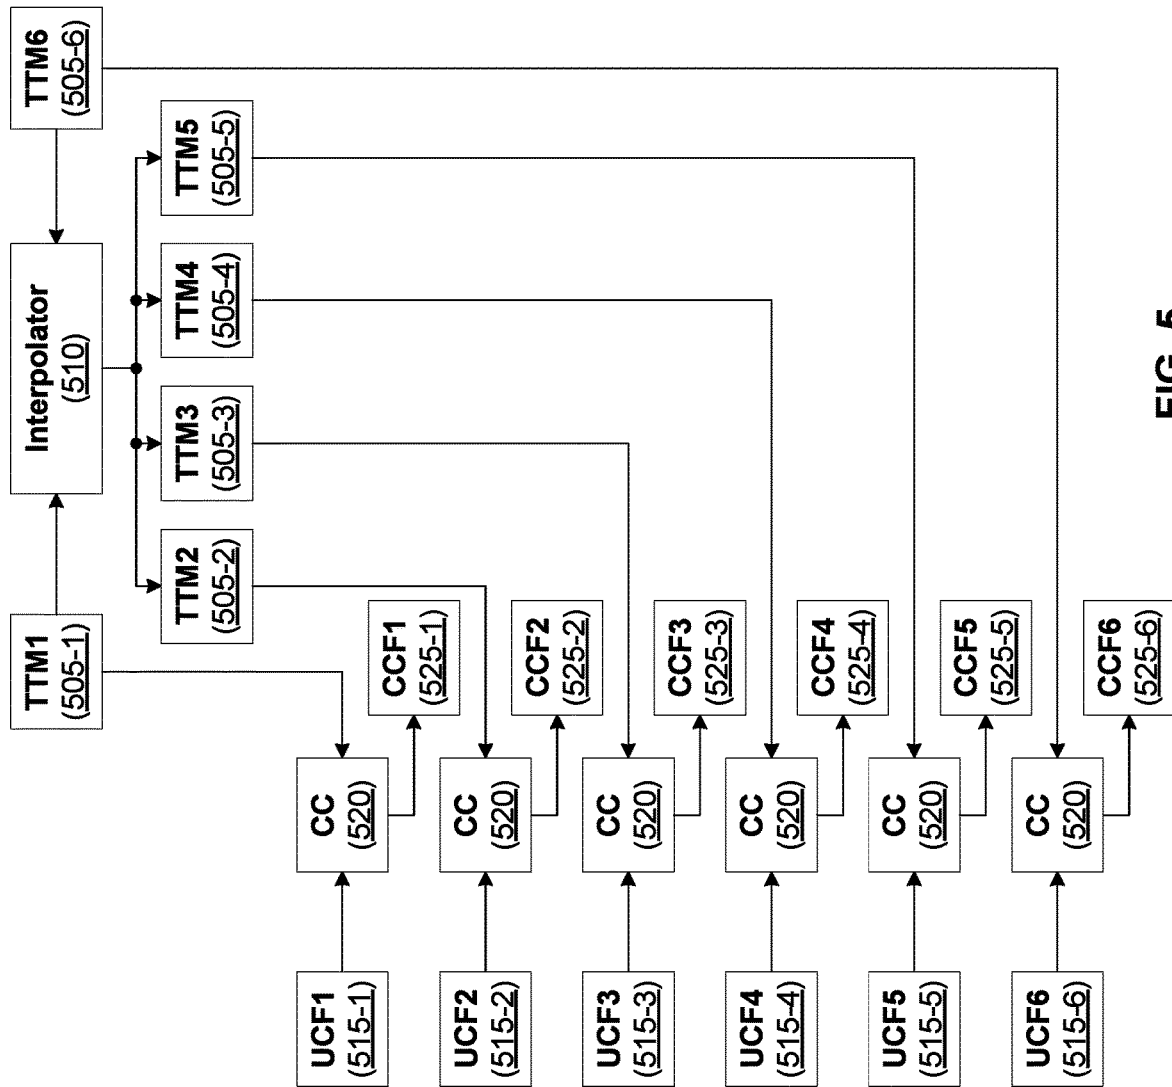 TTM1
(505-1)
Interpolator
(510)
TTM6
(505-6)
TTM2
(505-2)
TTM3
(505-3)
TTM4
(505-4)
TTM5
(505-5)
UCF1
(515-1)
CC
(520)
CCF1
(525-1)
UCF2
(515-2)
CC
(520)
CCF2
(525-2)
UCF3
(515-3)
CC
(520)
CCF3
(525-3)
UCF4
(515-4)
CC
(520)
CCF4
(525-4)
UCF5
(515-5)
CC
(520)
CCF5
(525-5)
UCF6
(515-6)
CC
(520)
CCF6
(525-6)
FIG. 5